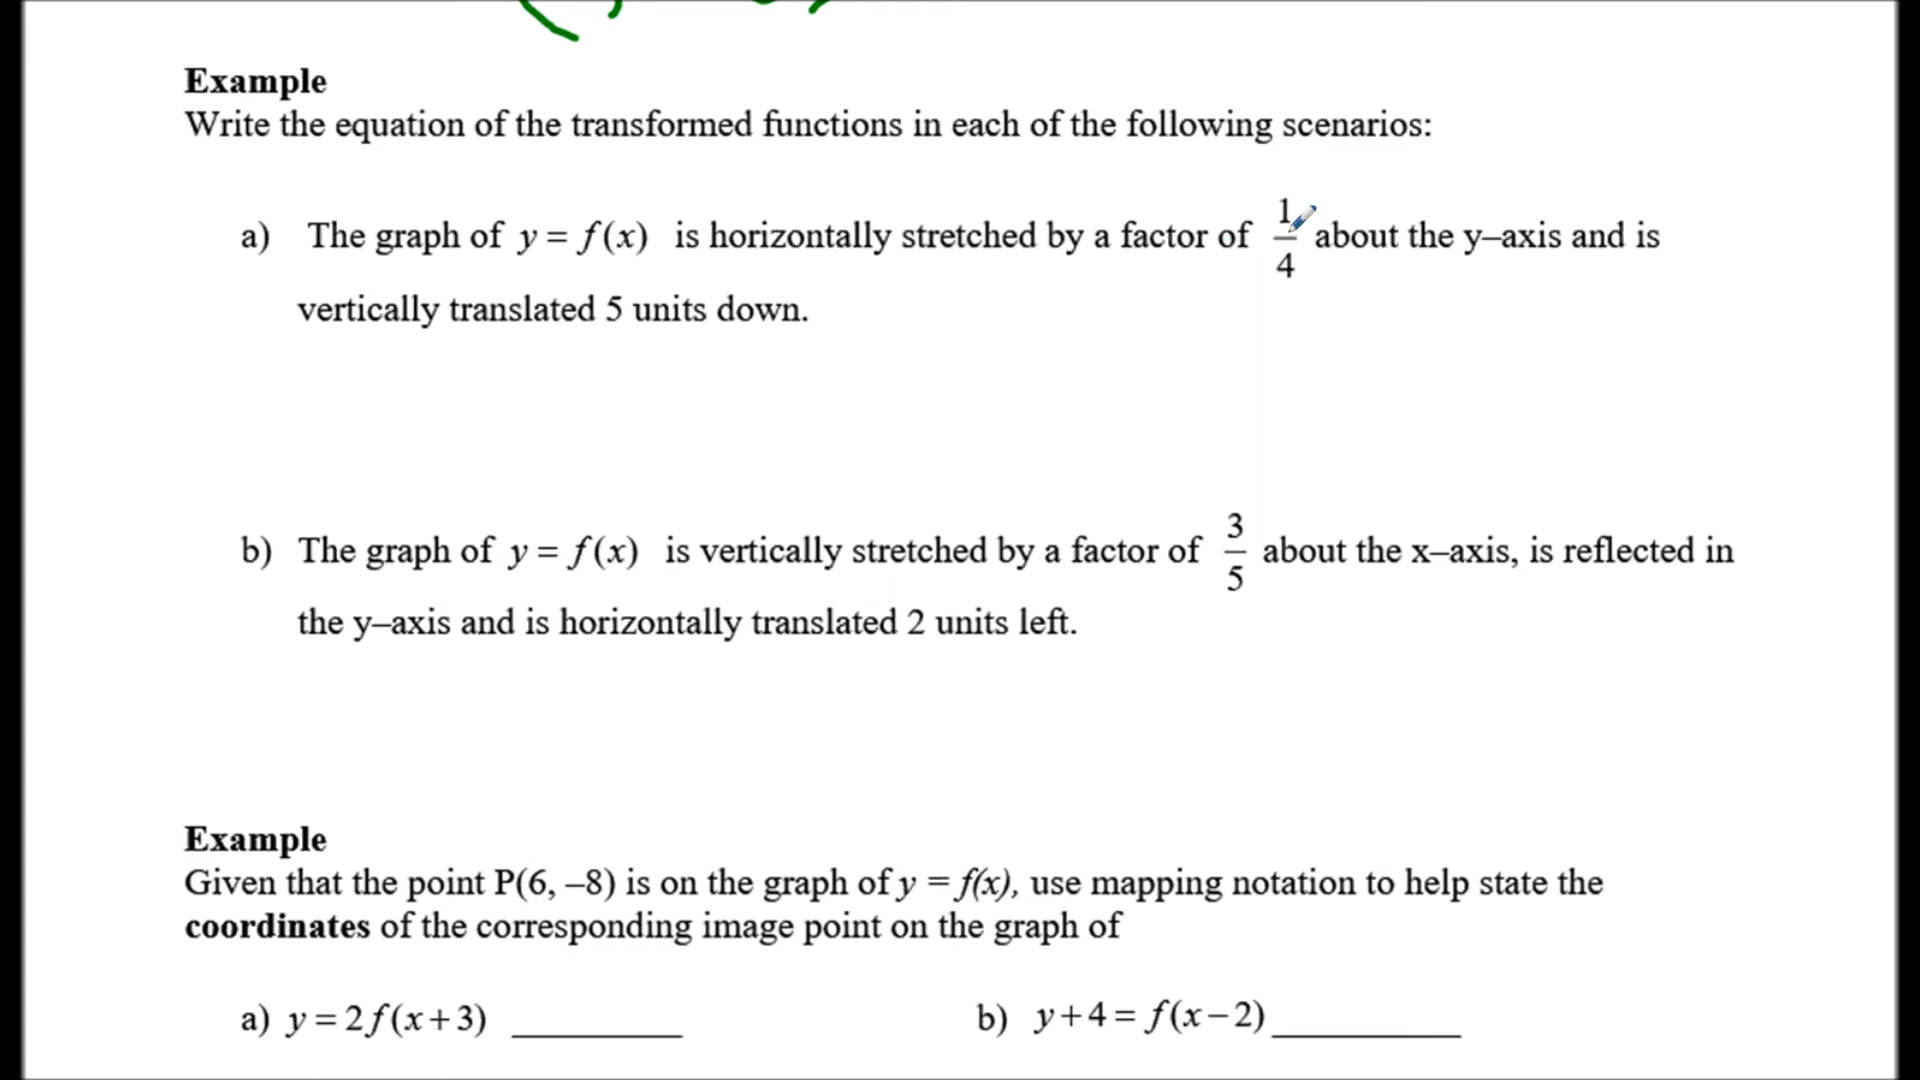 Example
Write the equation of the transformed functions in each of the following scenarios:
a) The graph of y = f(x) is horizontally stretched by a factor of 1/4 about the y–axis and is
vertically translated 5 units down.
b) The graph of y = f(x) is vertically stretched by a factor of 3/5 about the x–axis, is reflected in
the y–axis and is horizontally translated 2 units left.
Example
Given that the point P(6, –8) is on the graph of y = f(x), use mapping notation to help state the
coordinates of the corresponding image point on the graph of
a) y = 2f(x+3) __________ b) y+4 = f(x−2)___________